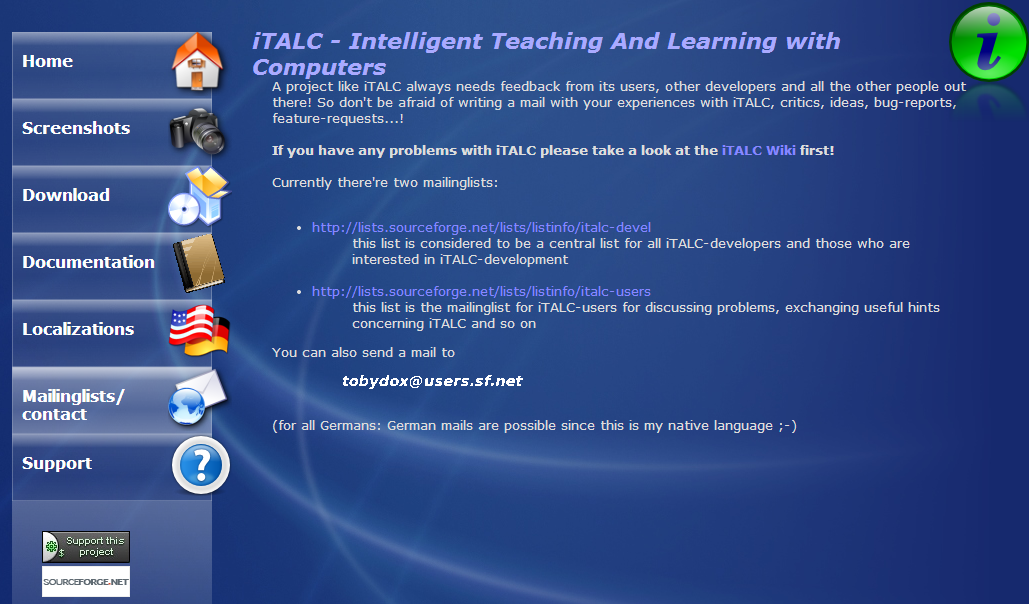 Home
Screenshots
Download
Documentation
Localizations
Mailinglists/
contact
Support
Support this
$ project
SOURCEFORGE.NET
iTALC - Intelligent Teaching And Learning with
Computers
A project like iTALC always needs feedback from its users, other developers and all the other people out
there! So don't be afraid of writing a mail with your experiences with iTALC, critics, ideas, bug-reports,
feature-requests...!
If you have any problems with iTALC please take a look at the iTALC Wiki first!
Currently there're two mailinglists:
• http://lists.sourceforge.net/lists/listinfo/italc-devel
this list is considered to be a central list for all iTALC-developers and those who are
interested in iTALC-development
• http://lists.sourceforge.net/lists/listinfo/italc-users
this list is the mailinglist for iTALC-users for discussing problems, exchanging useful hints
concerning iTALC and so on
You can also send a mail to
tobydox@users.sf.net
(for all Germans: German mails are possible since this is my native language ;-)
i
?